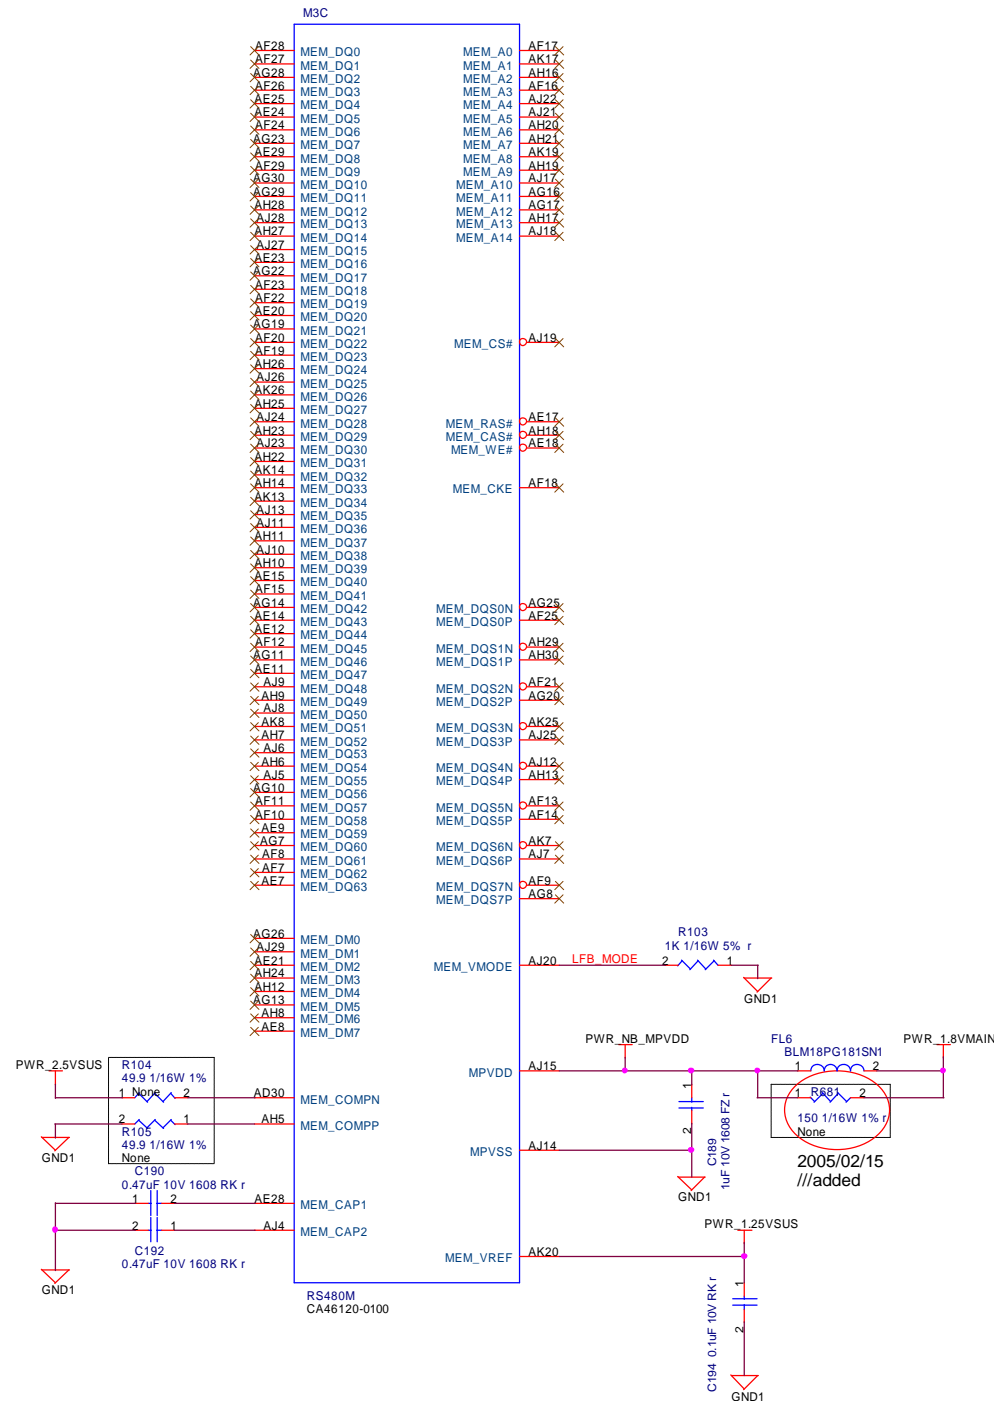 M3C
AF28 MEM_DQ0 MEM_A0 AF17
AF27 MEM_DQ1 MEM_A1 AK17
AG28 MEM_DQ2 MEM_A2 AH16
AF26 MEM_DQ3 MEM_A3 AF16
AE25 MEM_DQ4 MEM_A4 AJ22
AE24 MEM_DQ5 MEM_A5 AJ21
AF24 MEM_DQ6 MEM_A6 AH20
AG23 MEM_DQ7 MEM_A7 AH21
AE29 MEM_DQ8 MEM_A8 AK19
AF29 MEM_DQ9 MEM_A9 AH19
AG30 MEM_DQ10 MEM_A10 AJ17
AG29 MEM_DQ11 MEM_A11 AG16
AH28 MEM_DQ12 MEM_A12 AG17
AJ28 MEM_DQ13 MEM_A13 AH17
AH27 MEM_DQ14 MEM_A14 AJ18
AJ27 MEM_DQ15
AE23 MEM_DQ16
AG22 MEM_DQ17
AF23 MEM_DQ18
AF22 MEM_DQ19
AE20 MEM_DQ20
AG19 MEM_DQ21
AF20 MEM_DQ22 MEM_CS# AJ19
AF19 MEM_DQ23
AH26 MEM_DQ24
AJ26 MEM_DQ25
AK26 MEM_DQ26
AH25 MEM_DQ27
AJ24 MEM_DQ28 MEM_RAS# AE17
AH23 MEM_DQ29 MEM_CAS# AH18
AJ23 MEM_DQ30 MEM_WE# AE18
AH22 MEM_DQ31
AK14 MEM_DQ32
AH14 MEM_DQ33 MEM_CKE AF18
AK13 MEM_DQ34
AJ13 MEM_DQ35
AJ11 MEM_DQ36
AH11 MEM_DQ37
AJ10 MEM_DQ38
AH10 MEM_DQ39
AE15 MEM_DQ40
AF15 MEM_DQ41
AG14 MEM_DQ42 MEM_DQS0N AG25
AE14 MEM_DQ43 MEM_DQS0P AF25
AE12 MEM_DQ44
AF12 MEM_DQ45 MEM_DQS1N AH29
AG11 MEM_DQ46 MEM_DQS1P AH30
AE11 MEM_DQ47
AJ9 MEM_DQ48 MEM_DQS2N AF21
AH9 MEM_DQ49 MEM_DQS2P AG20
AJ8 MEM_DQ50
AK8 MEM_DQ51 MEM_DQS3N AK25
AH7 MEM_DQ52 MEM_DQS3P AJ25
AJ6 MEM_DQ53
AH6 MEM_DQ54 MEM_DQS4N AJ12
AJ5 MEM_DQ55 MEM_DQS4P AH13
AG10 MEM_DQ56
AF11 MEM_DQ57 MEM_DQS5N AF13
AF10 MEM_DQ58 MEM_DQS5P AF14
AE9 MEM_DQ59
AG7 MEM_DQ60 MEM_DQS6N AK7
AF8 MEM_DQ61 MEM_DQS6P AJ7
AF7 MEM_DQ62
AE7 MEM_DQ63 MEM_DQS7N AF9
MEM_DQS7P AG8
AG26 MEM_DM0
AJ29 MEM_DM1
AE21 MEM_DM2 MEM_VMODE AJ20 LFB_MODE 2 1
AH24 MEM_DM3
AH12 MEM_DM4
AG13 MEM_DM5
AH8 MEM_DM6
AE8 MEM_DM7
R103
1K 1/16W 5% r
GND1
PWR_NB_MPVDD
FL6
BLM18PG181SN1
PWR_1.8VMAIN
MPVDD AJ15 1 2
1 R681 2
150 1/16W 1% r
None
2005/02/15
///added
1 2
C189
1uF 10V 1608 FZ r
MPVSS AJ14
GND1
PWR_2.5VSUS
R104
49.9 1/16W 1%
None
1 2 AD30 MEM_COMPN
2 1 AH5 MEM_COMPP
R105
49.9 1/16W 1%
None
GND1
C190
0.47uF 10V 1608 RK r
1 2 AE28 MEM_CAP1
2 1 AJ4 MEM_CAP2
C192
0.47uF 10V 1608 RK r
GND1
PWR_1.25VSUS
MEM_VREF AK20
1 2
C194 0.1uF 10V RK r
GND1
RS480M
CA46120-0100